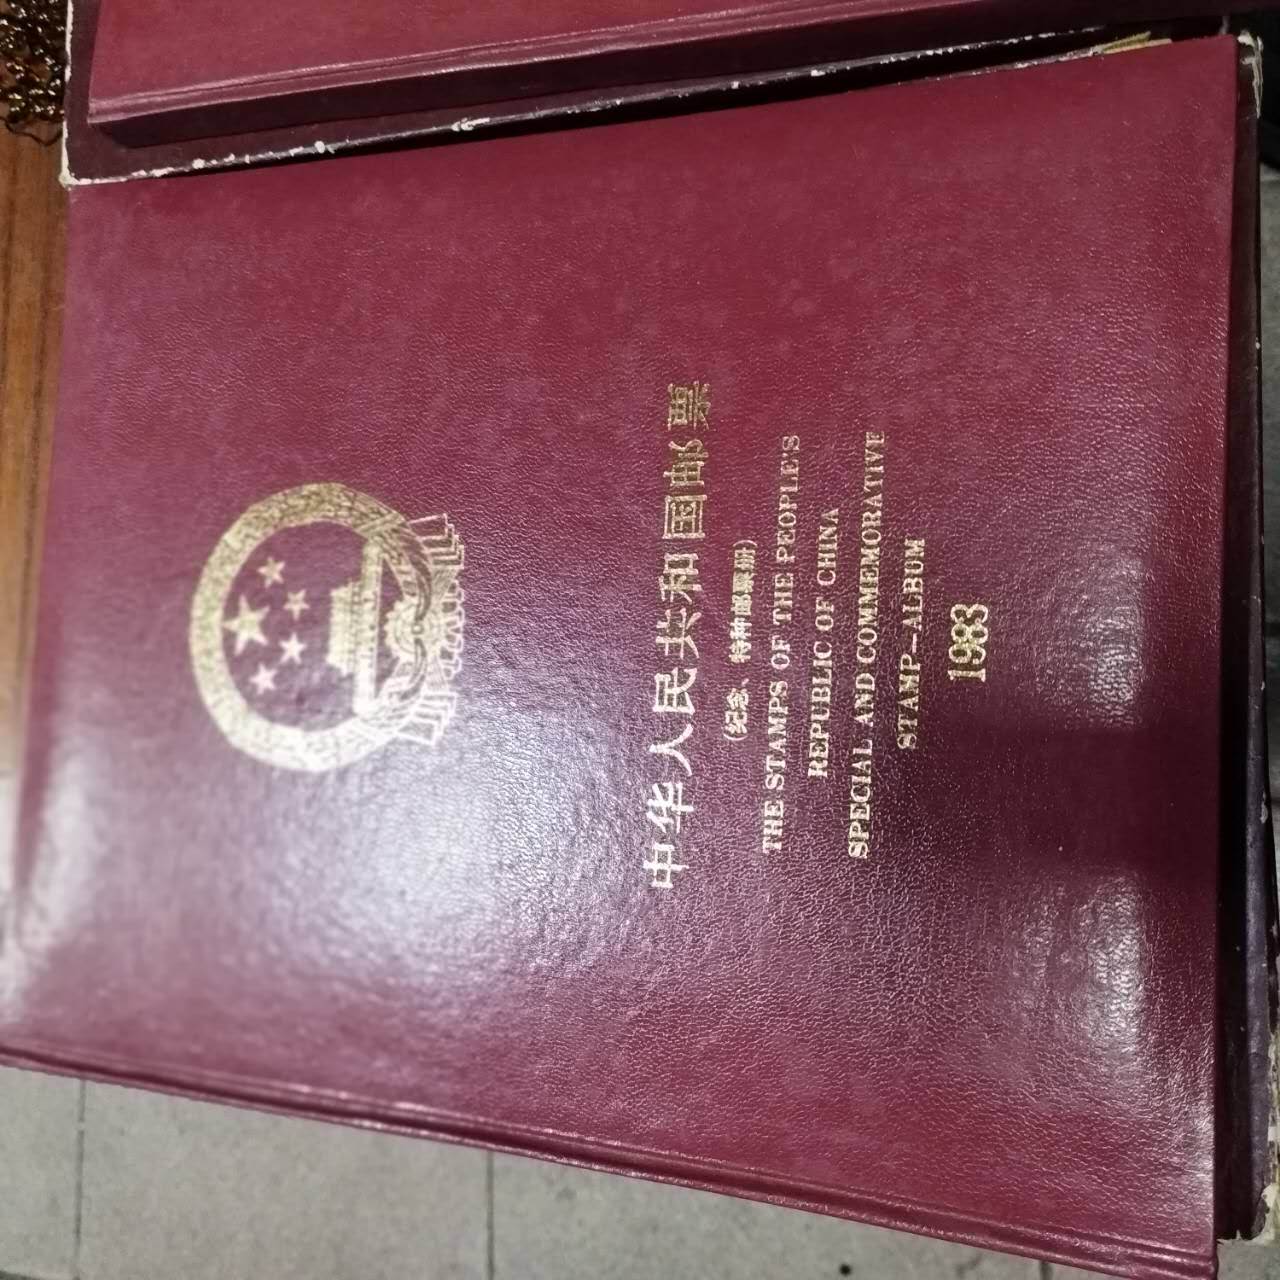 中华人民共和国邮票
(纪念、特种邮票册)
THE STAMPS OF THE PEOPLE'S
REPUBLIC OF CHINA
SPECIAL AND COMMEMORATIVE
STAMP-ALBUM
1983